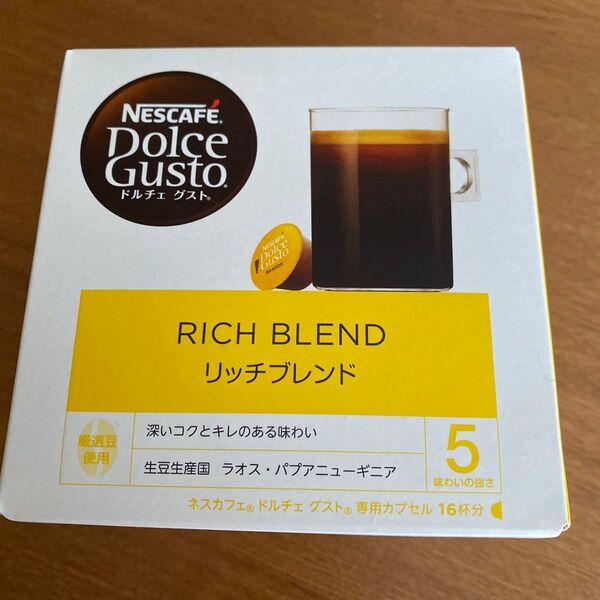 NESCAFÉ®
Dolce
Gusto®
ドルチェ グスト®
NESCAFÉ
Dolce
Gusto
GRANDE
RICH BLEND
リッチブレンド
厳選豆
使用
深いコクとキレのある味わい
生豆生産国 ラオス・パプアニューギニア
5
味わいの強さ
ネスカフェ® ドルチェ グスト® 専用カプセル 16杯分